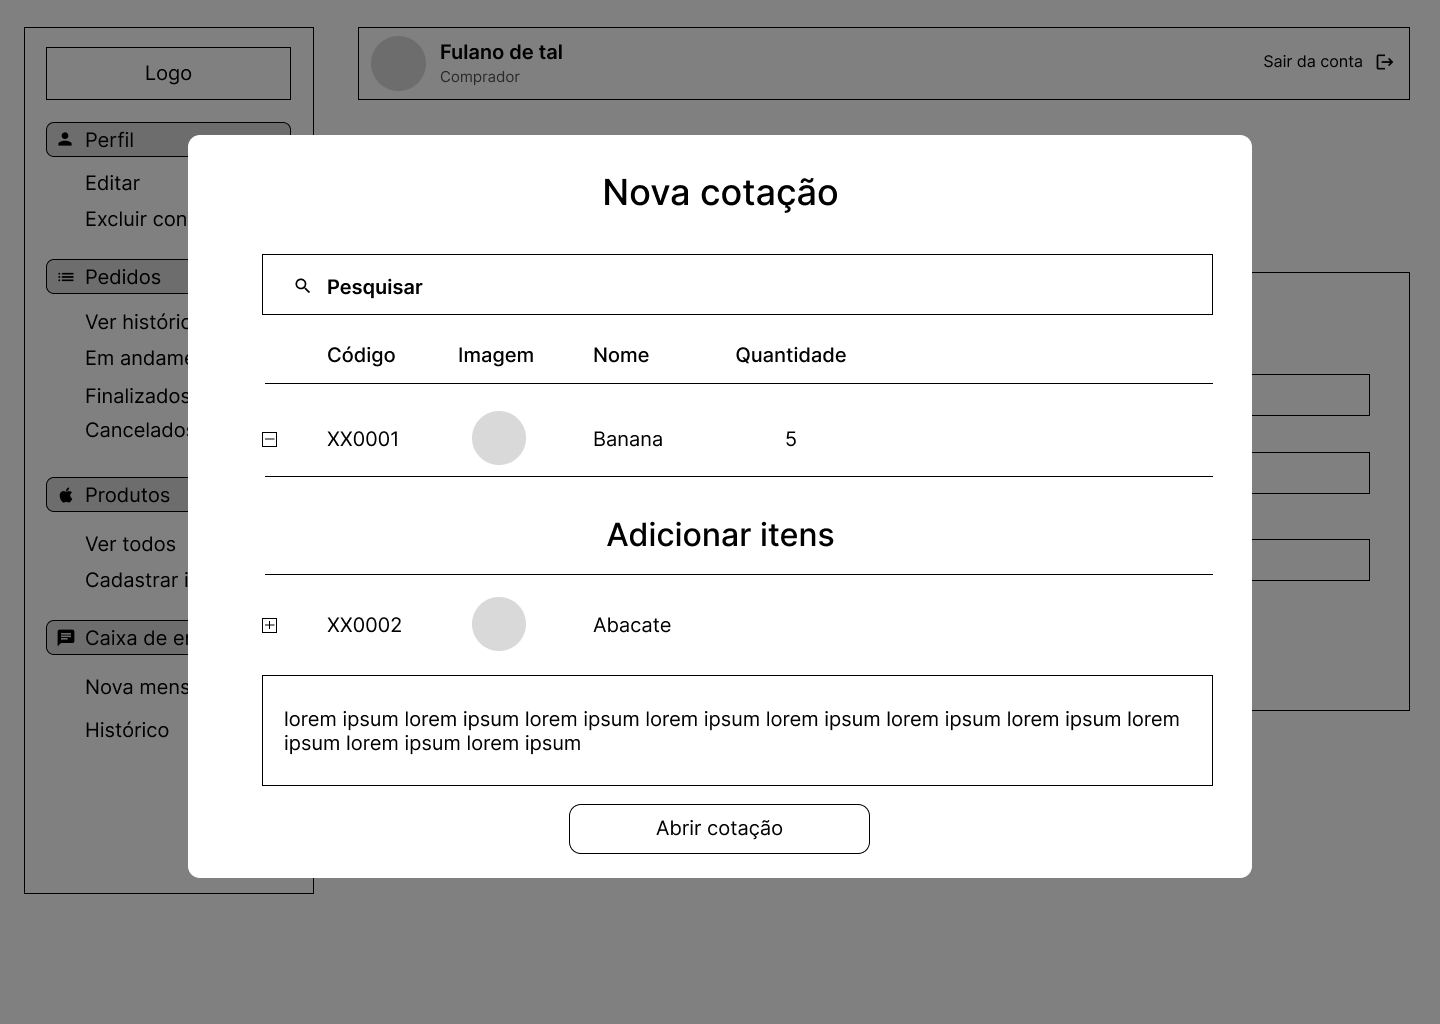 Logo
Fulano de tal
Comprador
Sair da conta
Perfil
Editar
Excluir con
Pedidos
Ver históric
Em andame
Finalizados
Cancelados
Produtos
Ver todos
Cadastrar i
Caixa de e
Nova mens
Histórico
Nova cotação
Pesquisar
Código Imagem Nome Quantidade
XX0001 Banana 5
Adicionar itens
XX0002 Abacate
lorem ipsum lorem ipsum lorem ipsum lorem ipsum lorem ipsum lorem ipsum lorem ipsum lorem
ipsum lorem ipsum lorem ipsum
Abrir cotação